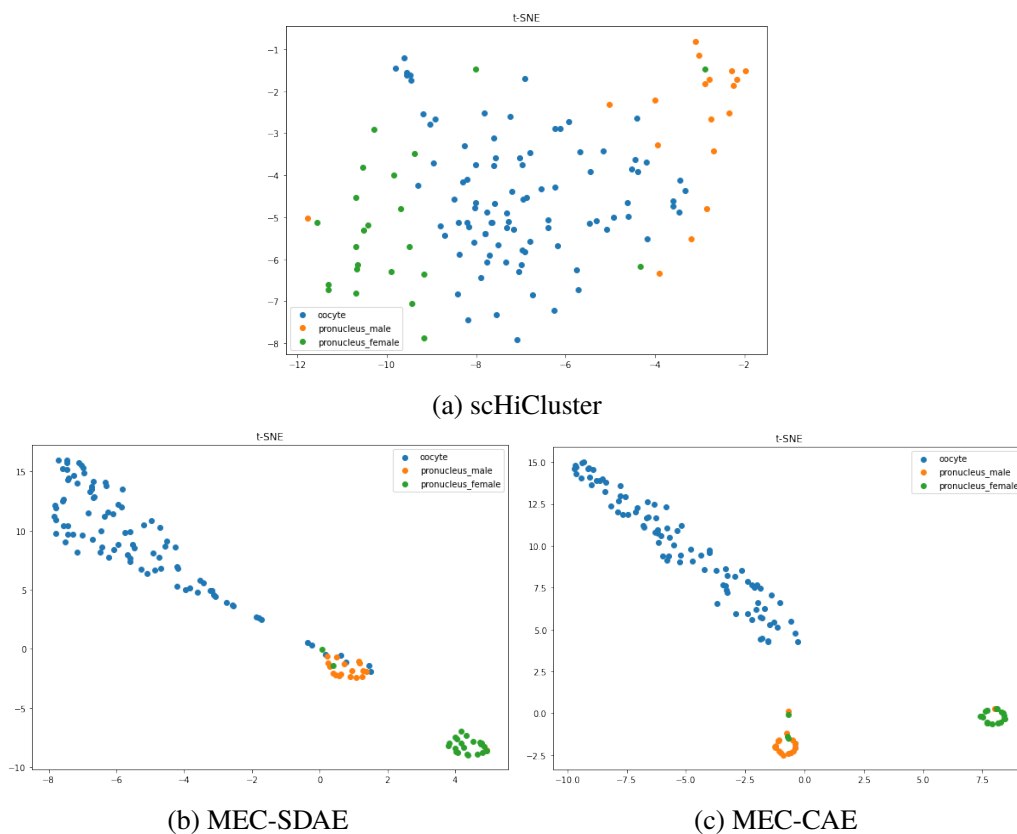 t-SNE
−1
−2
−3
−4
−5
−6
−7
−8
−12
−10
−8
−6
−4
−2
oocyte
pronucleus_male
pronucleus_female
(a) scHiCluster
t-SNE
15
10
5
0
−5
−10
−8
−6
−4
−2
0
2
4
oocyte
pronucleus_male
pronucleus_female
(b) MEC-SDAE
t-SNE
15.0
12.5
10.0
7.5
5.0
2.5
0.0
−2.5
−10.0
−7.5
−5.0
−2.5
0.0
2.5
5.0
7.5
oocyte
pronucleus_male
pronucleus_female
(c) MEC-CAE